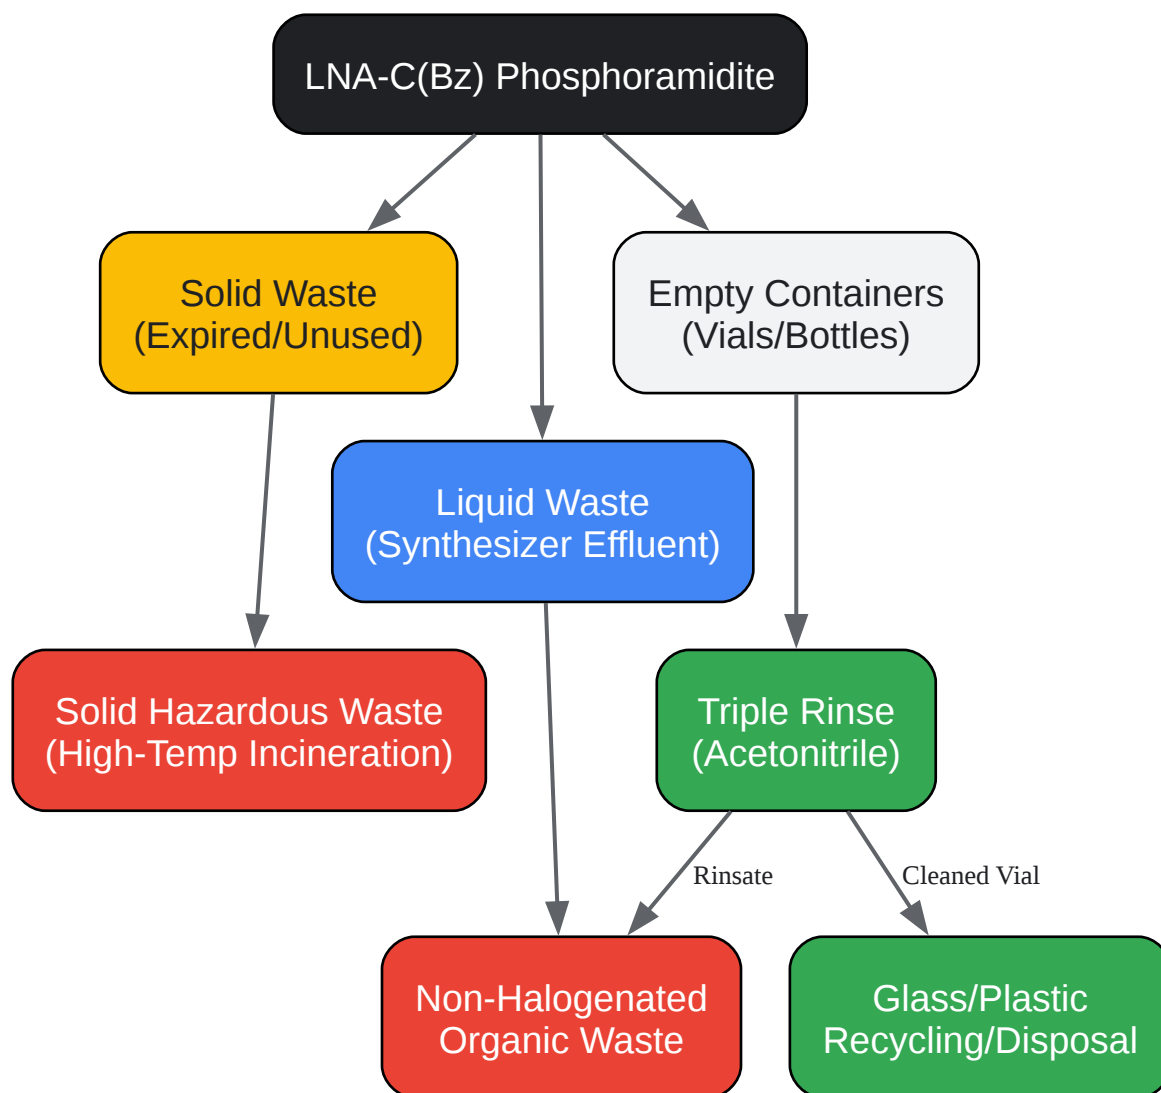 LNA-C(Bz) Phosphoramidite
Solid Waste
(Expired/Unused)
Empty Containers
(Vials/Bottles)
Liquid Waste
(Synthesizer Effluent)
Solid Hazardous Waste
(High-Temp Incineration)
Triple Rinse
(Acetonitrile)
Rinsate
Cleaned Vial
Non-Halogenated
Organic Waste
Glass/Plastic
Recycling/Disposal